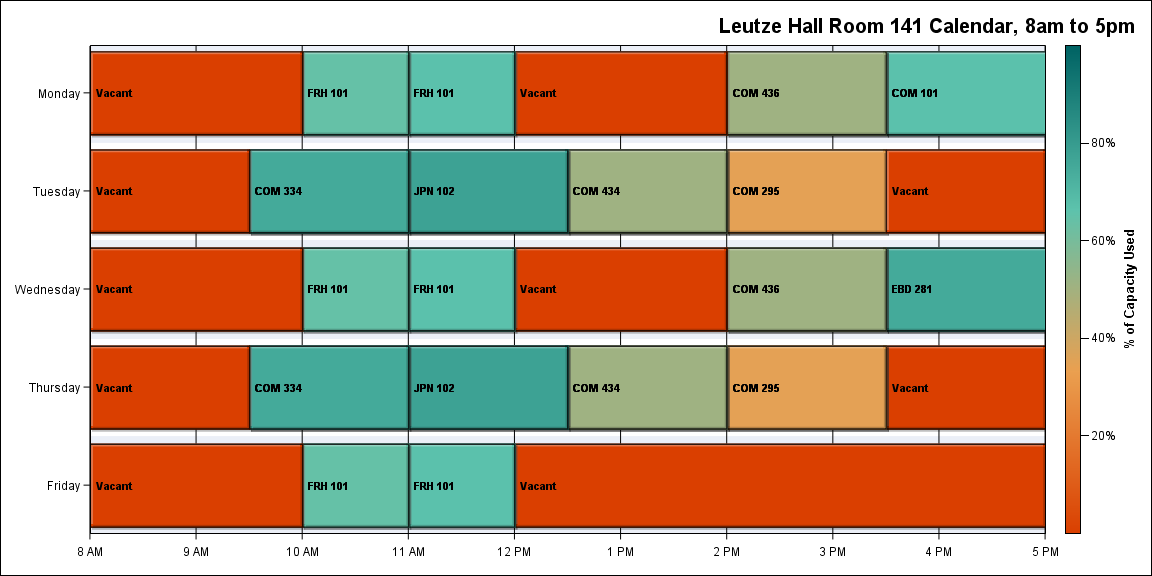 Leutze Hall Room 141 Calendar, 8am to 5pm
Monday
Vacant
FRH 101
FRH 101
Vacant
COM 436
COM 101
Tuesday
Vacant
COM 334
JPN 102
COM 434
COM 295
Vacant
Wednesday
Vacant
FRH 101
FRH 101
Vacant
COM 436
EBD 281
Thursday
Vacant
COM 334
JPN 102
COM 434
COM 295
Vacant
Friday
Vacant
FRH 101
FRH 101
Vacant
8 AM
9 AM
10 AM
11 AM
12 PM
1 PM
2 PM
3 PM
4 PM
5 PM
80%
60%
40%
20%
% of Capacity Used